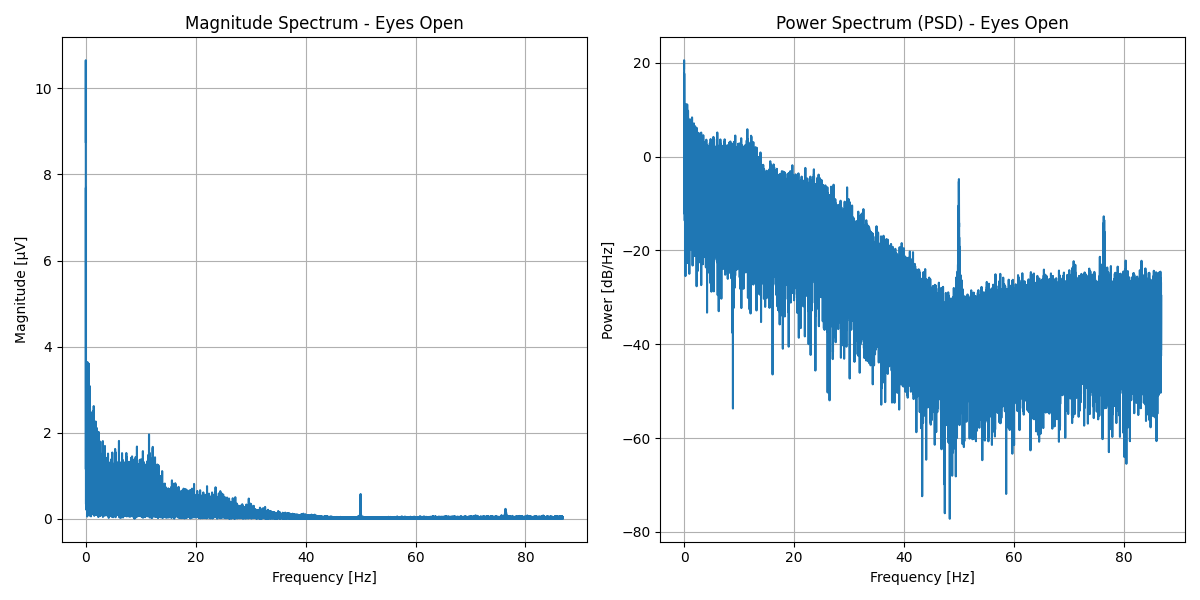 Magnitude Spectrum - Eyes Open
Magnitude [µV]
10
8
6
4
2
0
0 20 40 60 80
Frequency [Hz]
Power Spectrum (PSD) - Eyes Open
Power [dB/Hz]
20
0
−20
−40
−60
−80
0 20 40 60 80
Frequency [Hz]